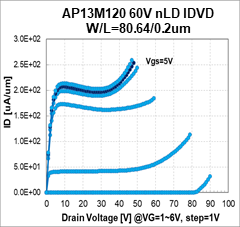 AP13M120 60V nLD IDVD
W/L=80.64/0.2um
ID [uA/um]
3.0E+02
2.5E+02
2.0E+02
1.5E+02
1.0E+02
5.0E+01
0.0E+00
Vgs=5V
0 10 20 30 40 50 60 70 80 90 100
Drain Voltage [V] @VG=1~6V, step=1V